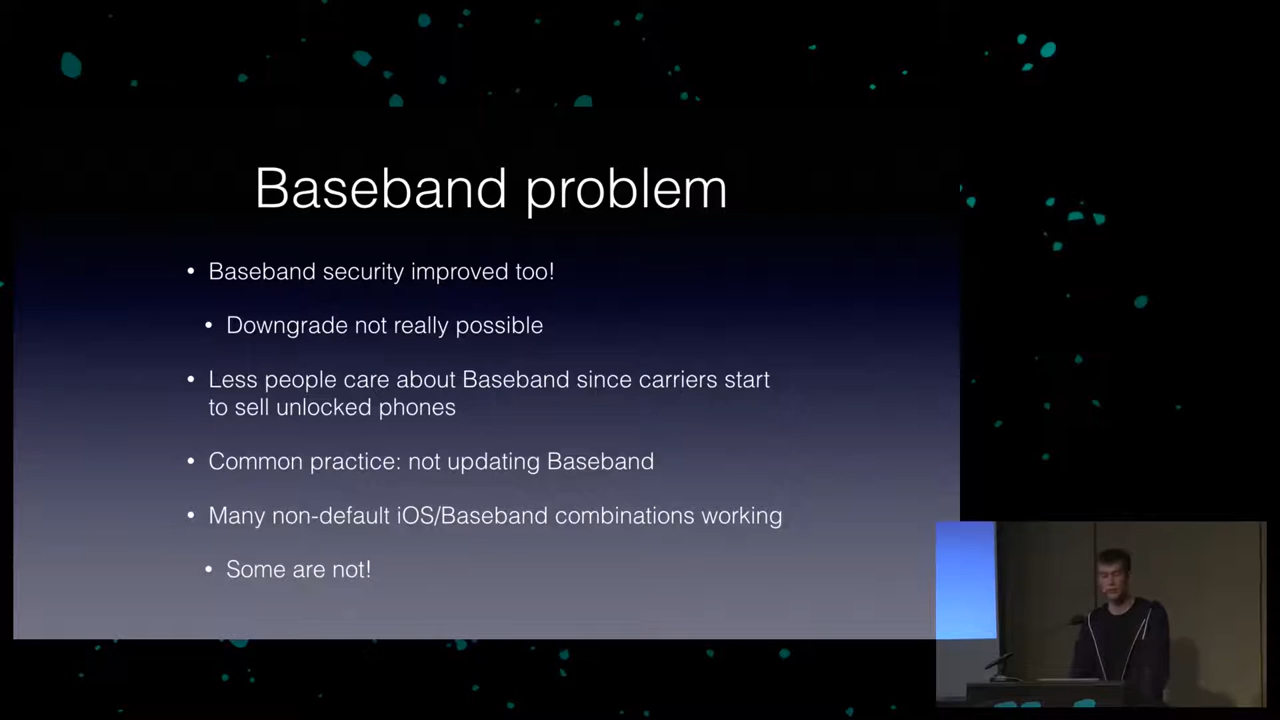 Baseband problem
• Baseband security improved too!
• Downgrade not really possible
• Less people care about Baseband since carriers start
to sell unlocked phones
• Common practice: not updating Baseband
• Many non-default iOS/Baseband combinations working
• Some are not!